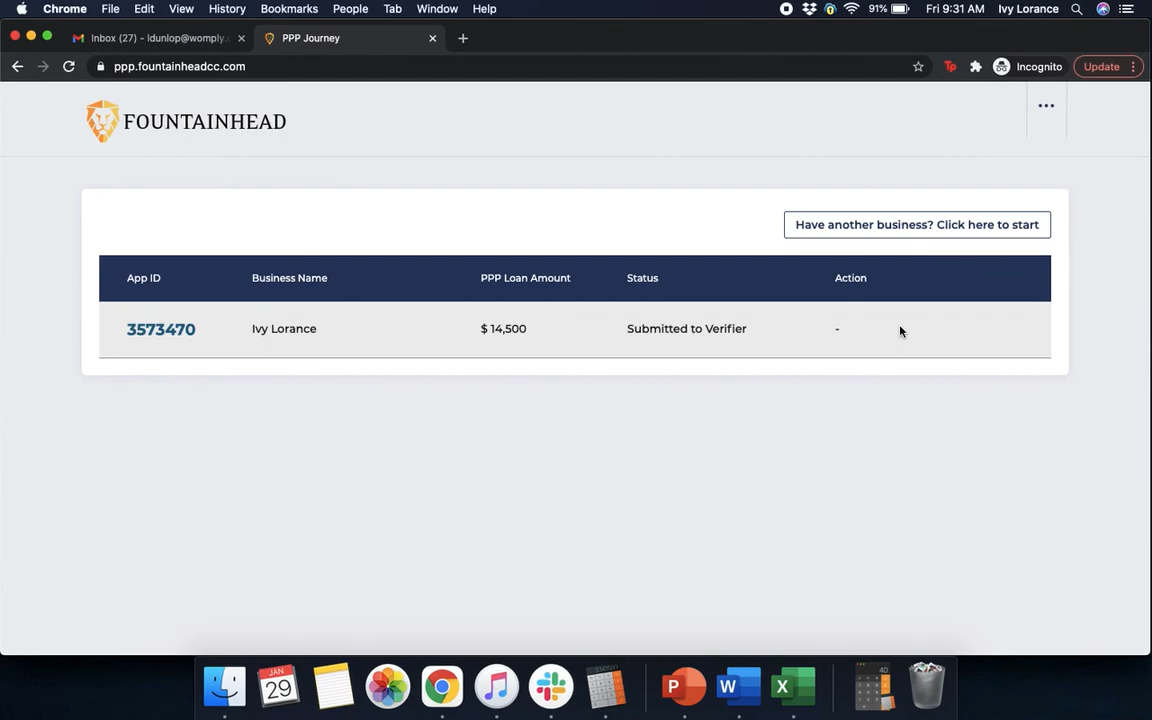 Chrome File Edit View History Bookmarks People Tab Window Help 91% Fri 9:31 AM Ivy Lorance
Inbox (27) - ldunlop@womply. PPP Journey
ppp.fountainheadcc.com Tp Incognito Update
FOUNTAINHEAD
Have another business? Click here to start
App ID Business Name PPP Loan Amount Status Action
3573470 Ivy Lorance $ 14,500 Submitted to Verifier -
JAN
29
P W X
40